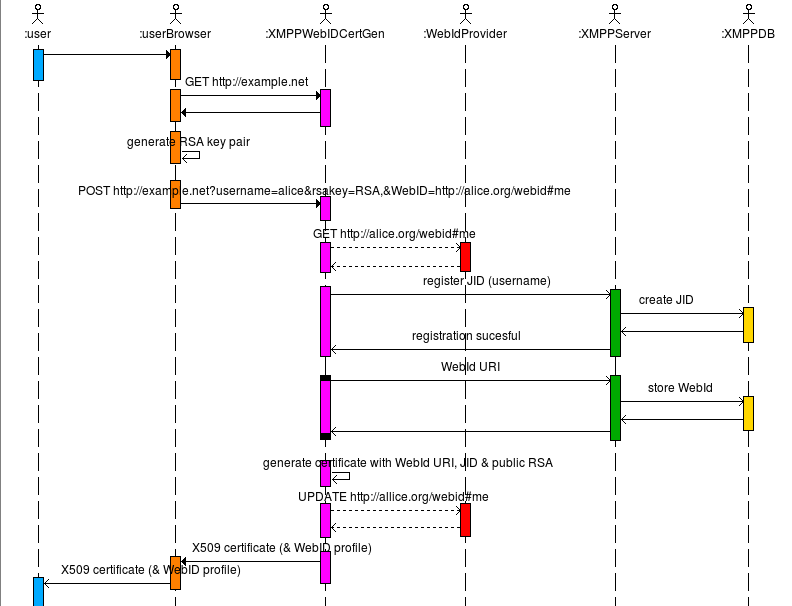 :user
:userBrowser
:XMPPWebIDCertGen
:WebIdProvider
:XMPPServer
:XMPPDB
GET http://example.net
generate RSA key pair
POST http://example.net?username=alice&rsakey=RSA,&WebID=http://alice.org/webid#me
GET http://alice.org/webid#me
register JID (username)
create JID
registration sucesful
WebId URI
store WebId
generate certificate with WebId URI, JID & public RSA
UPDATE http://allice.org/webid#me
X509 certificate (& WebID profile)
X509 certificate (& WebID profile)